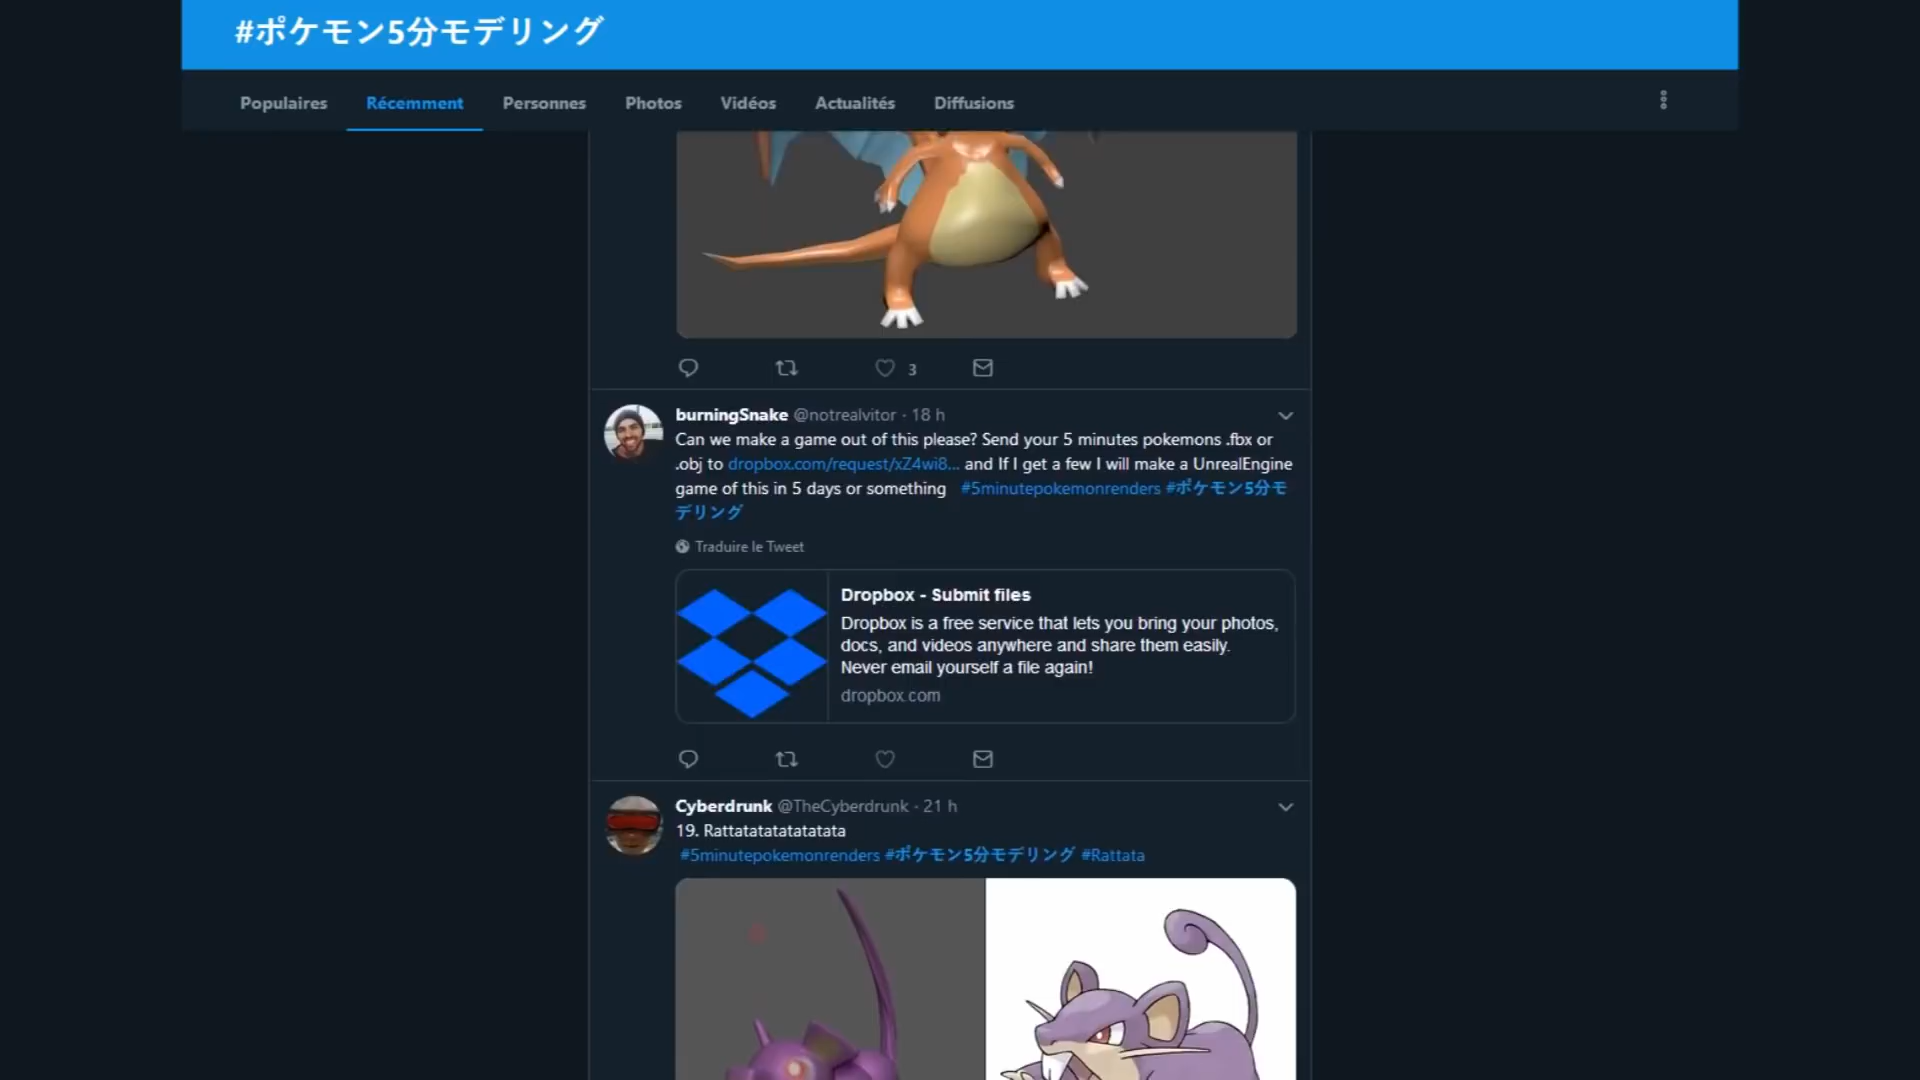 #ポケモン5分モデリング
Populaires Récemment Personnes Photos Vidéos Actualités Diffusions
3
burningSnake @notrealvitor · 18 h
Can we make a game out of this please? Send your 5 minutes pokemons .fbx or
.obj to dropbox.com/request/xZ4wi8... and If I get a few I will make a UnrealEngine
game of this in 5 days or something #5minutepokemonrenders #ポケモン5分モ
デリング
Traduire le Tweet
Dropbox - Submit files
Dropbox is a free service that lets you bring your photos,
docs, and videos anywhere and share them easily.
Never email yourself a file again!
dropbox.com
Cyberdrunk @TheCyberdrunk · 21 h
19. Rattatatatatatatata
#5minutepokemonrenders #ポケモン5分モデリング #Rattata